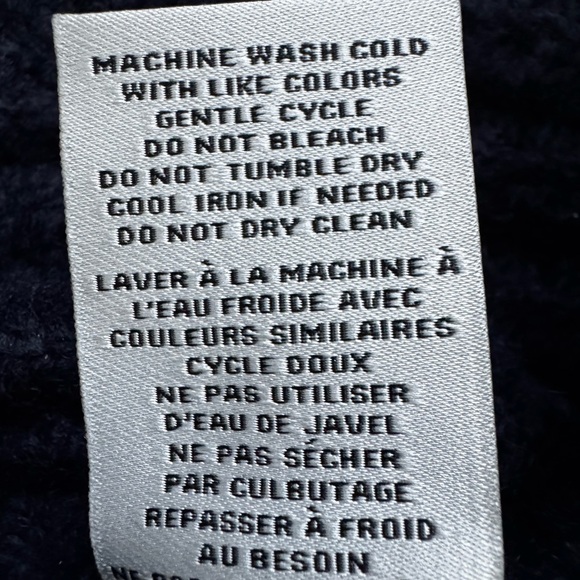 MACHINE WASH COLD
WITH LIKE COLORS
GENTLE CYCLE
DO NOT BLEACH
DO NOT TUMBLE DRY
COOL IRON IF NEEDED
DO NOT DRY CLEAN
LAVER À LA MACHINE À
L'EAU FROIDE AVEC
COULEURS SIMILAIRES
CYCLE DOUX
NE PAS UTILISER
D'EAU DE JAVEL
NE PAS SÉCHER
PAR CULBUTAGE
REPASSER À FROID
AU BESOIN
NE